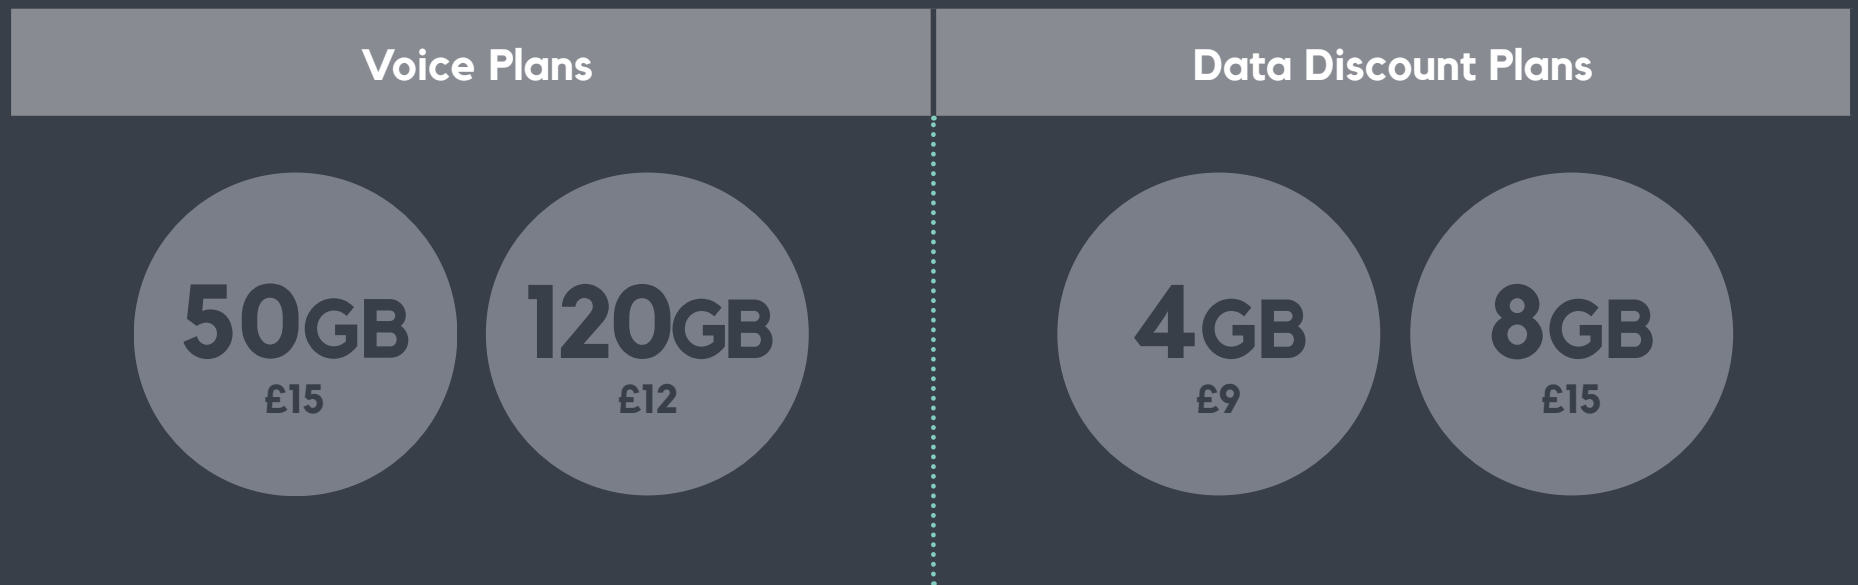 Voice Plans
Data Discount Plans
50GB
£15
120GB
£12
4GB
£9
8GB
£15